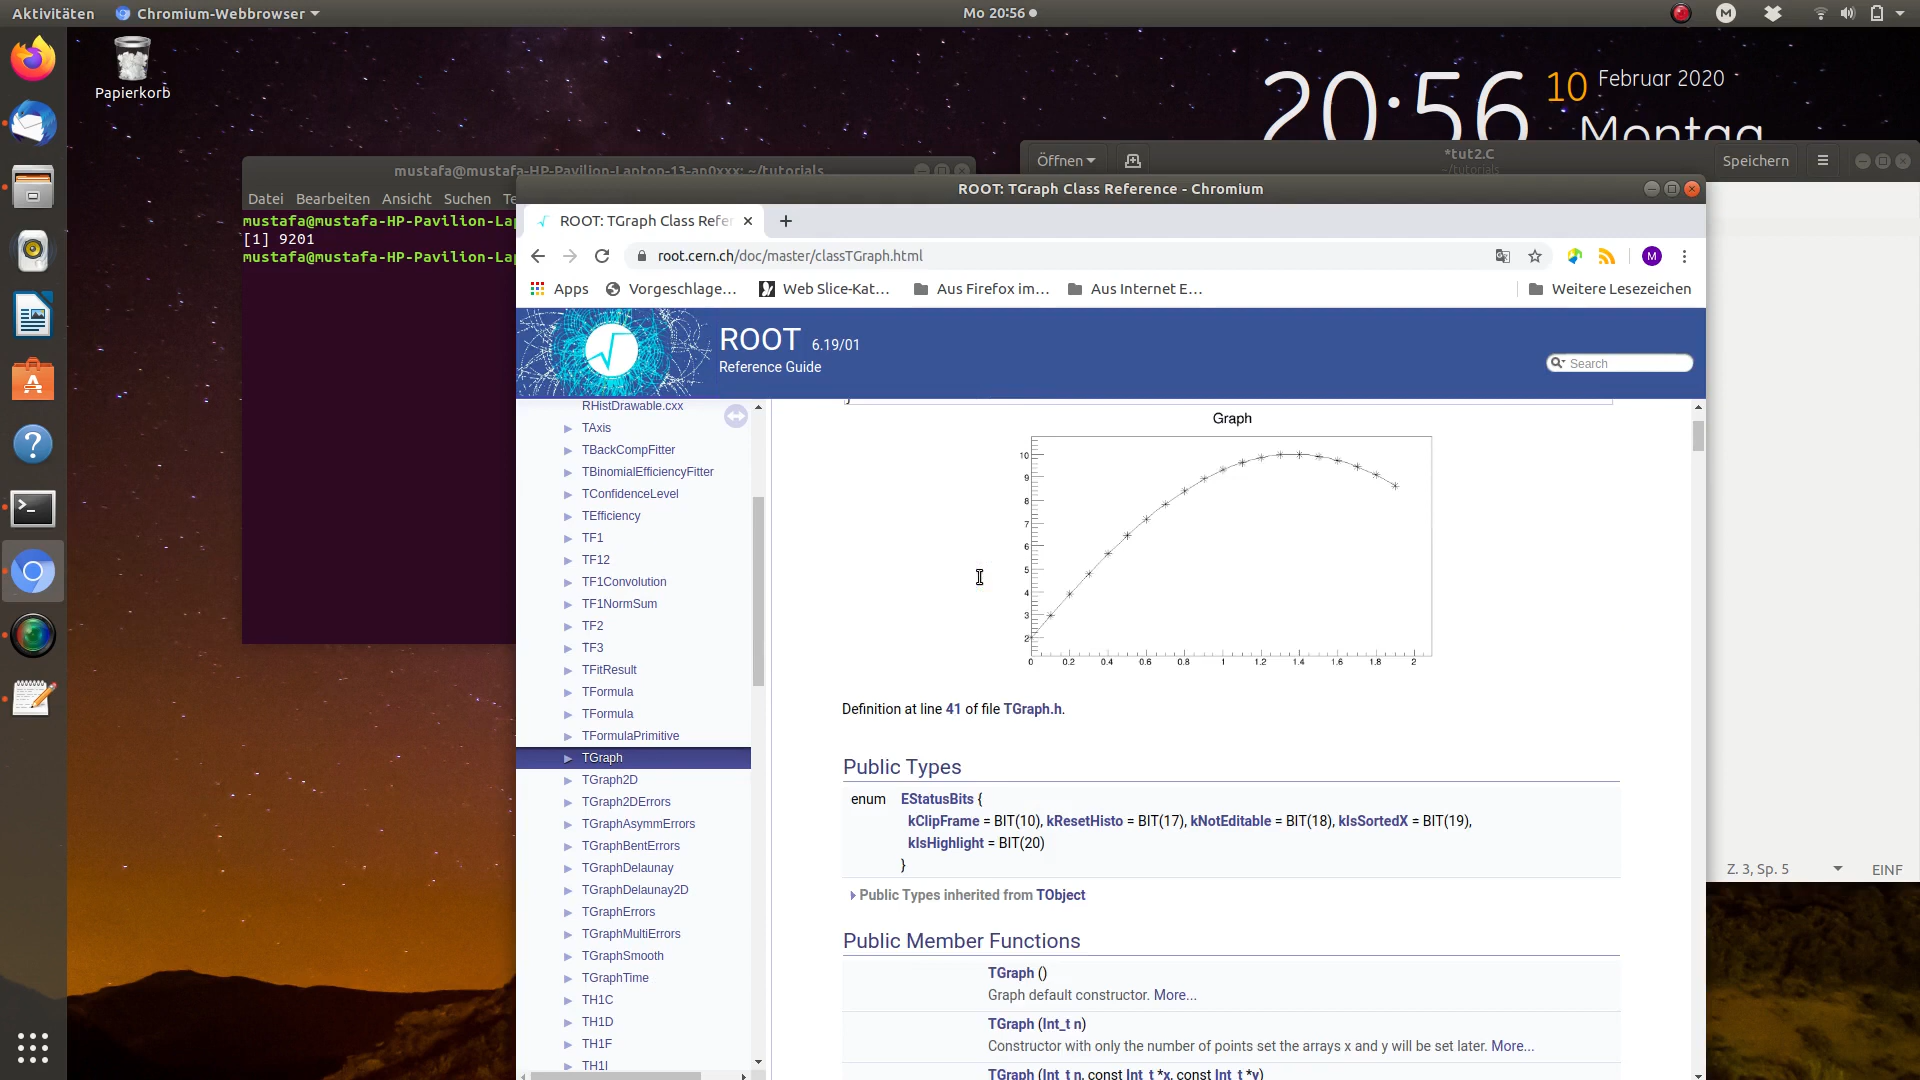 Aktivitäten
Chromium-Webbrowser
Mo 20:56
M
Papierkorb
20:56
10
Februar 2020
Montag
mustafa@mustafa-HP-Pavilion-Laptop-13-an0xxx: ~/tutorials
Datei Bearbeiten Ansicht Suchen Te
mustafa@mustafa-HP-Pavilion-La
[1] 9201
mustafa@mustafa-HP-Pavilion-La
Öffnen
*tut2.C
~/tutorials
Speichern
ROOT: TGraph Class Reference - Chromium
ROOT: TGraph Class Refer
root.cern.ch/doc/master/classTGraph.html
M
Apps
Vorgeschlage...
Web Slice-Kat...
Aus Firefox im...
Aus Internet E...
Weitere Lesezeichen
ROOT 6.19/01
Reference Guide
Search
RHistDrawable.cxx
TAxis
TBackCompFitter
TBinomialEfficiencyFitter
TConfidenceLevel
TEfficiency
TF1
TF12
TF1Convolution
TF1NormSum
TF2
TF3
TFitResult
TFormula
TFormula
TFormulaPrimitive
TGraph
TGraph2D
TGraph2DErrors
TGraphAsymmErrors
TGraphBentErrors
TGraphDelaunay
TGraphDelaunay2D
TGraphErrors
TGraphMultiErrors
TGraphSmooth
TGraphTime
TH1C
TH1D
TH1F
TH1I
Graph
10
9
8
7
6
5
4
3
2
0 0.2 0.4 0.6 0.8 1 1.2 1.4 1.6 1.8 2
Definition at line 41 of file TGraph.h.
Public Types
enum EStatusBits {
kClipFrame = BIT(10), kResetHisto = BIT(17), kNotEditable = BIT(18), kIsSortedX = BIT(19),
kIsHighlight = BIT(20)
}
Public Types inherited from TObject
Public Member Functions
TGraph ()
Graph default constructor. More...
TGraph (Int_t n)
Constructor with only the number of points set the arrays x and y will be set later. More...
TGraph (Int_t n, const Int_t *x, const Int_t *y)
Z. 3, Sp. 5
EINF